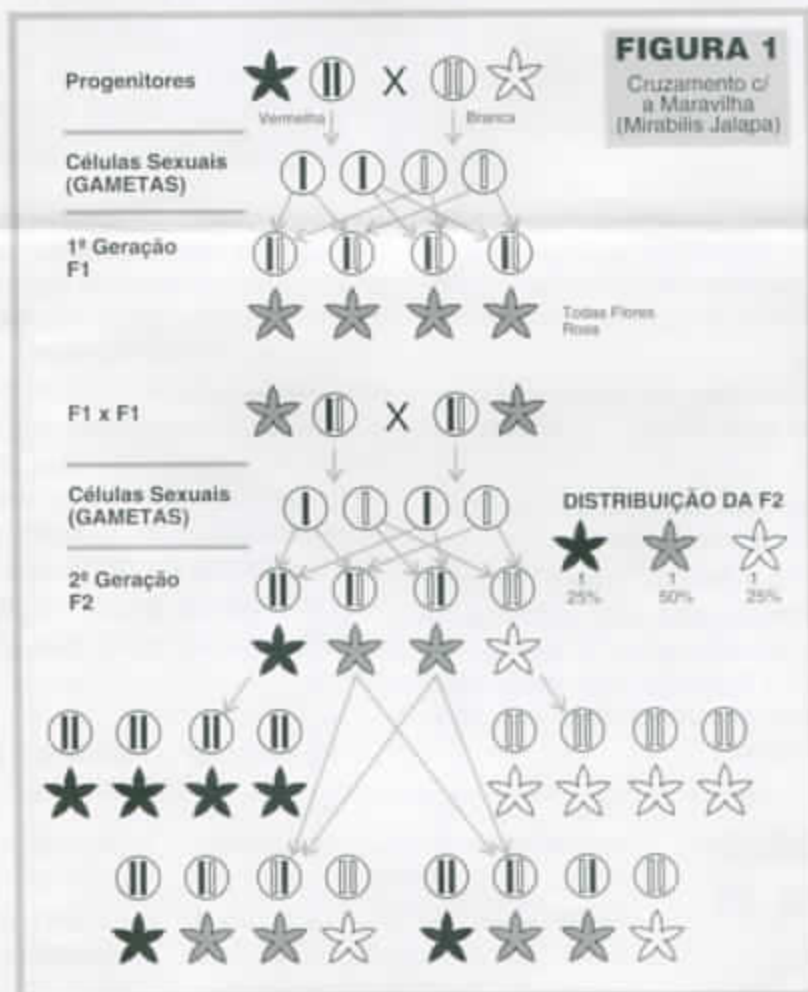 FIGURA 1
Cruzamento c/
a Maravilha
(Mirabilis Jalapa)
Progenitores
X
Vermelha
Branca
Células Sexuais
(GAMETAS)
1ª Geração
F1
Todas Flores
Rosa
F1 x F1
X
Células Sexuais
(GAMETAS)
DISTRIBUIÇÃO DA F2
1
1
1
25%
50%
25%
2ª Geração
F2